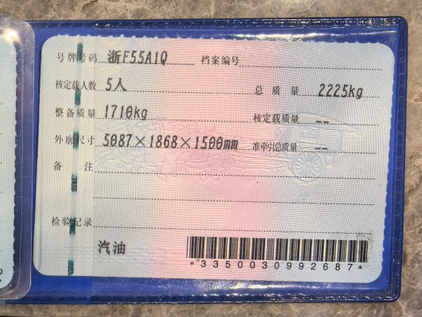 号牌号码 浙F55A1Q 档案编号
核定载人数 5人 总质量 2225kg
整备质量 1710kg 核定载质量 --
外廓尺寸 5087×1868×1500mm 准牵引总质量 --
备注
检验记录
汽油
*3350030992687*